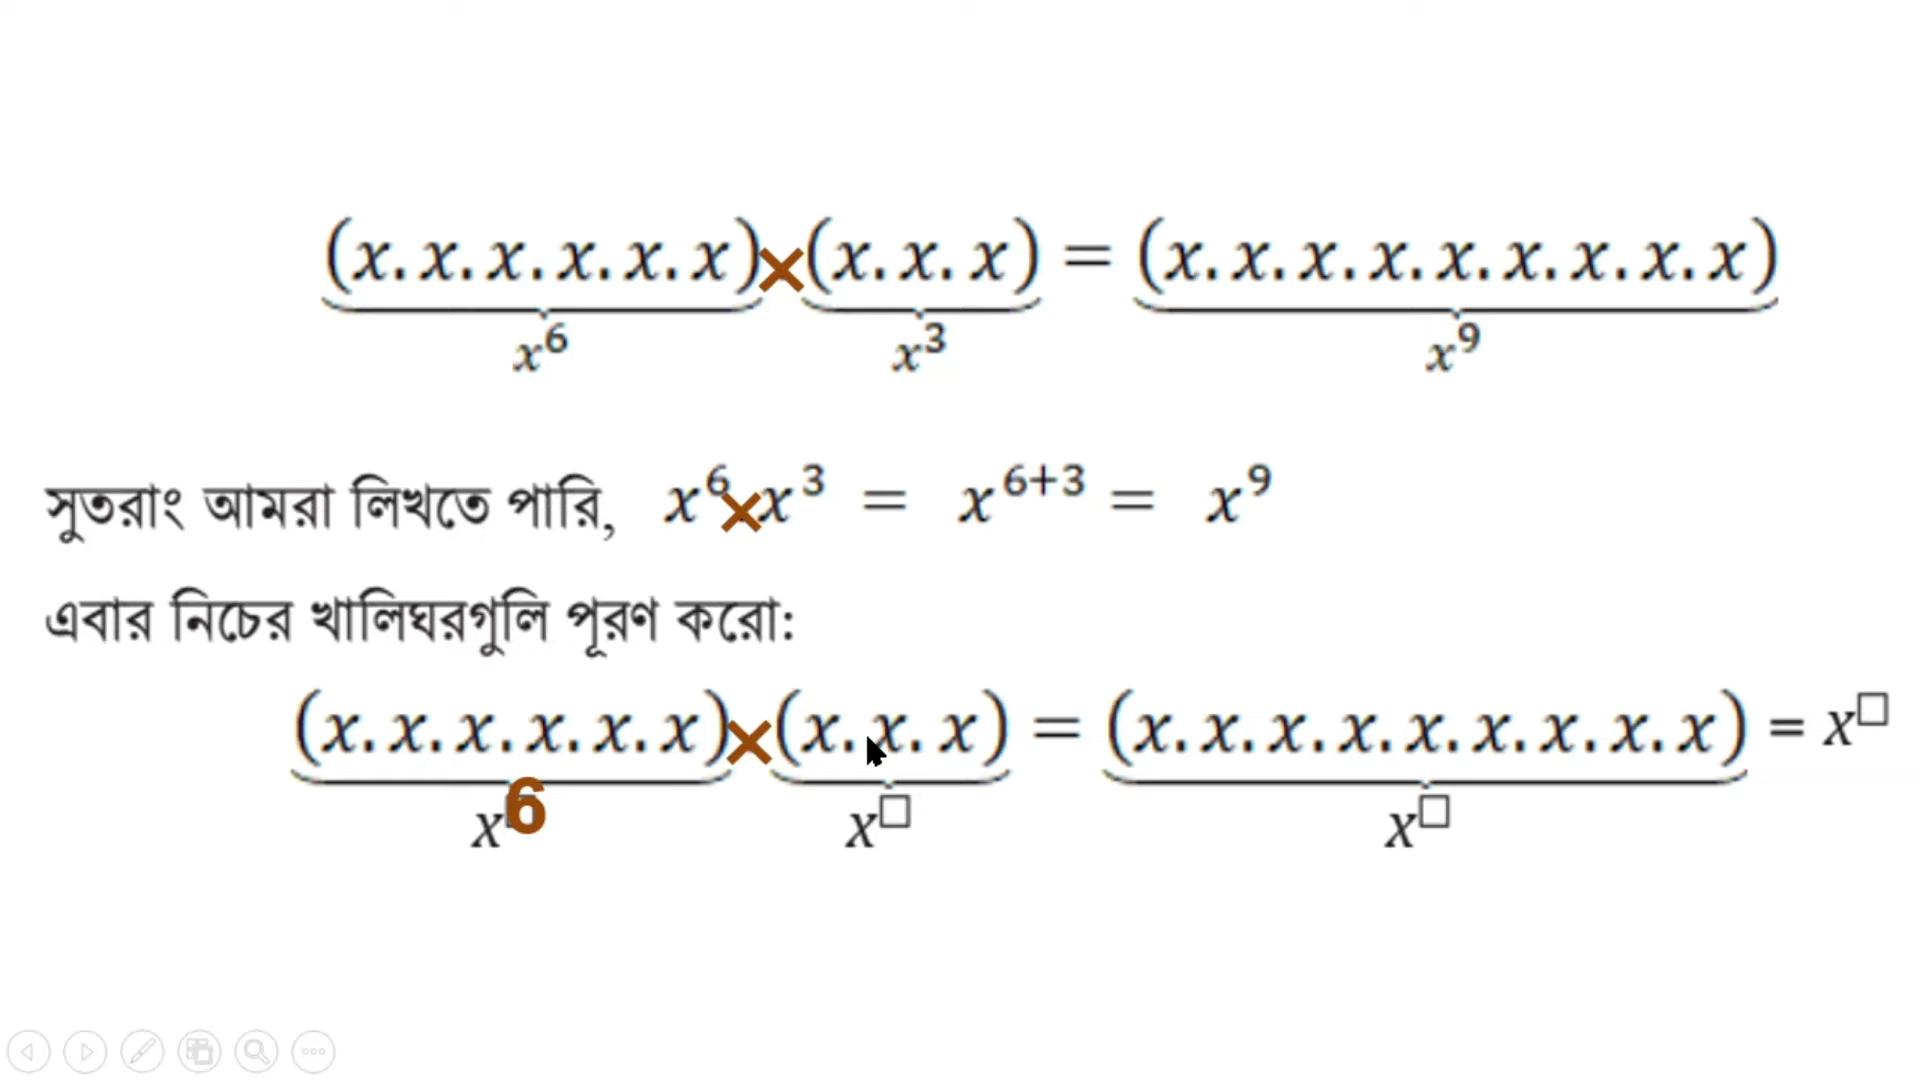 (x.x.x.x.x.x)×(x.x.x) = (x.x.x.x.x.x.x.x.x)
x⁶ x³ x⁹
সুতরাং আমরা লিখতে পারি, x⁶×x³ = x⁶⁺³ = x⁹
এবার নিচের খালিঘরগুলি পূরণ করো:
(x.x.x.x.x.x)×(x.x.x) = (x.x.x.x.x.x.x.x.x) = x□
x6 x□ x□